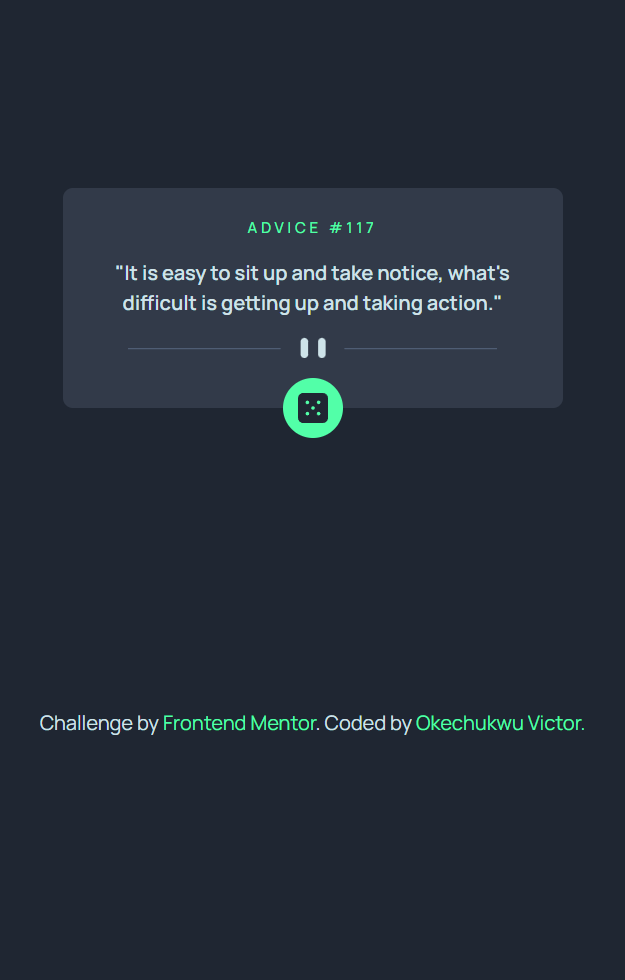 ADVICE #117
"It is easy to sit up and take notice, what's
difficult is getting up and taking action."
Challenge by Frontend Mentor. Coded by Okechukwu Victor.